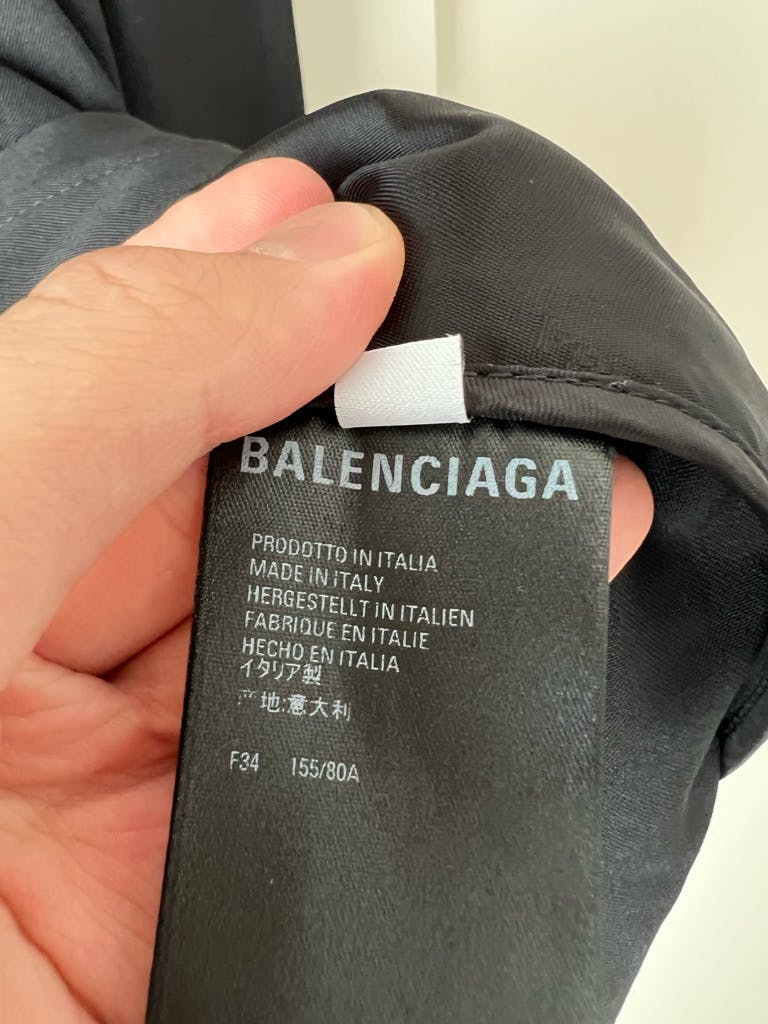 BALENCIAGA
PRODOTTO IN ITALIA
MADE IN ITALY
HERGESTELLT IN ITALIEN
FABRIQUE EN ITALIE
HECHO EN ITALIA
イタリア製
产地:意大利
F34 155/80A